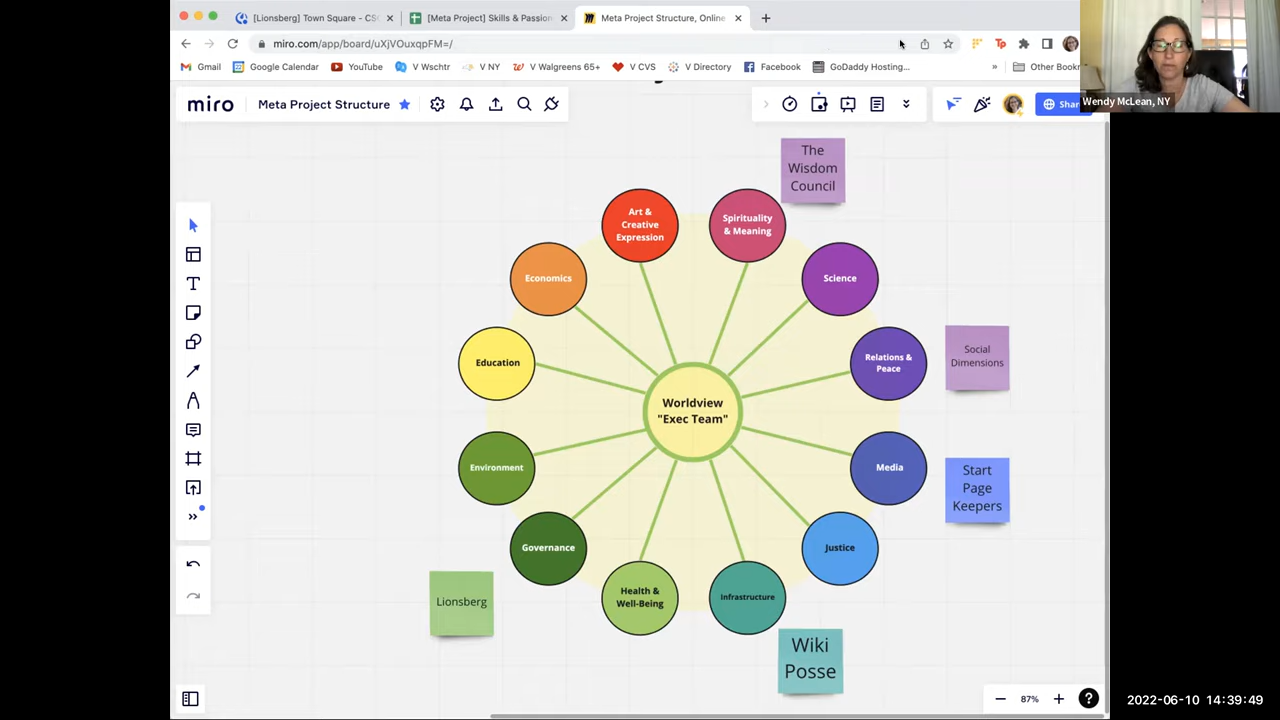 [Lionsberg] Town Square - CS
[Meta Project] Skills & Passion
Meta Project Structure, Online
miro.com/app/board/uXjVOuxqpFM=/
Gmail
Google Calendar
YouTube
V Wschtr
V NY
V Walgreens 65+
V CVS
V Directory
Facebook
GoDaddy Hosting...
»
Other Book
Wendy McLean, NY
miro
Meta Project Structure
Shar
The
Wisdom
Council
Art &
Creative
Expression
Spirituality
& Meaning
Economics
Science
Education
Relations &
Peace
Social
Dimensions
Worldview
"Exec Team"
Environment
Media
Start
Page
Keepers
Governance
Justice
Lionsberg
Health &
Well-Being
Infrastructure
Wiki
Posse
87%
2022-06-10 14:39:49